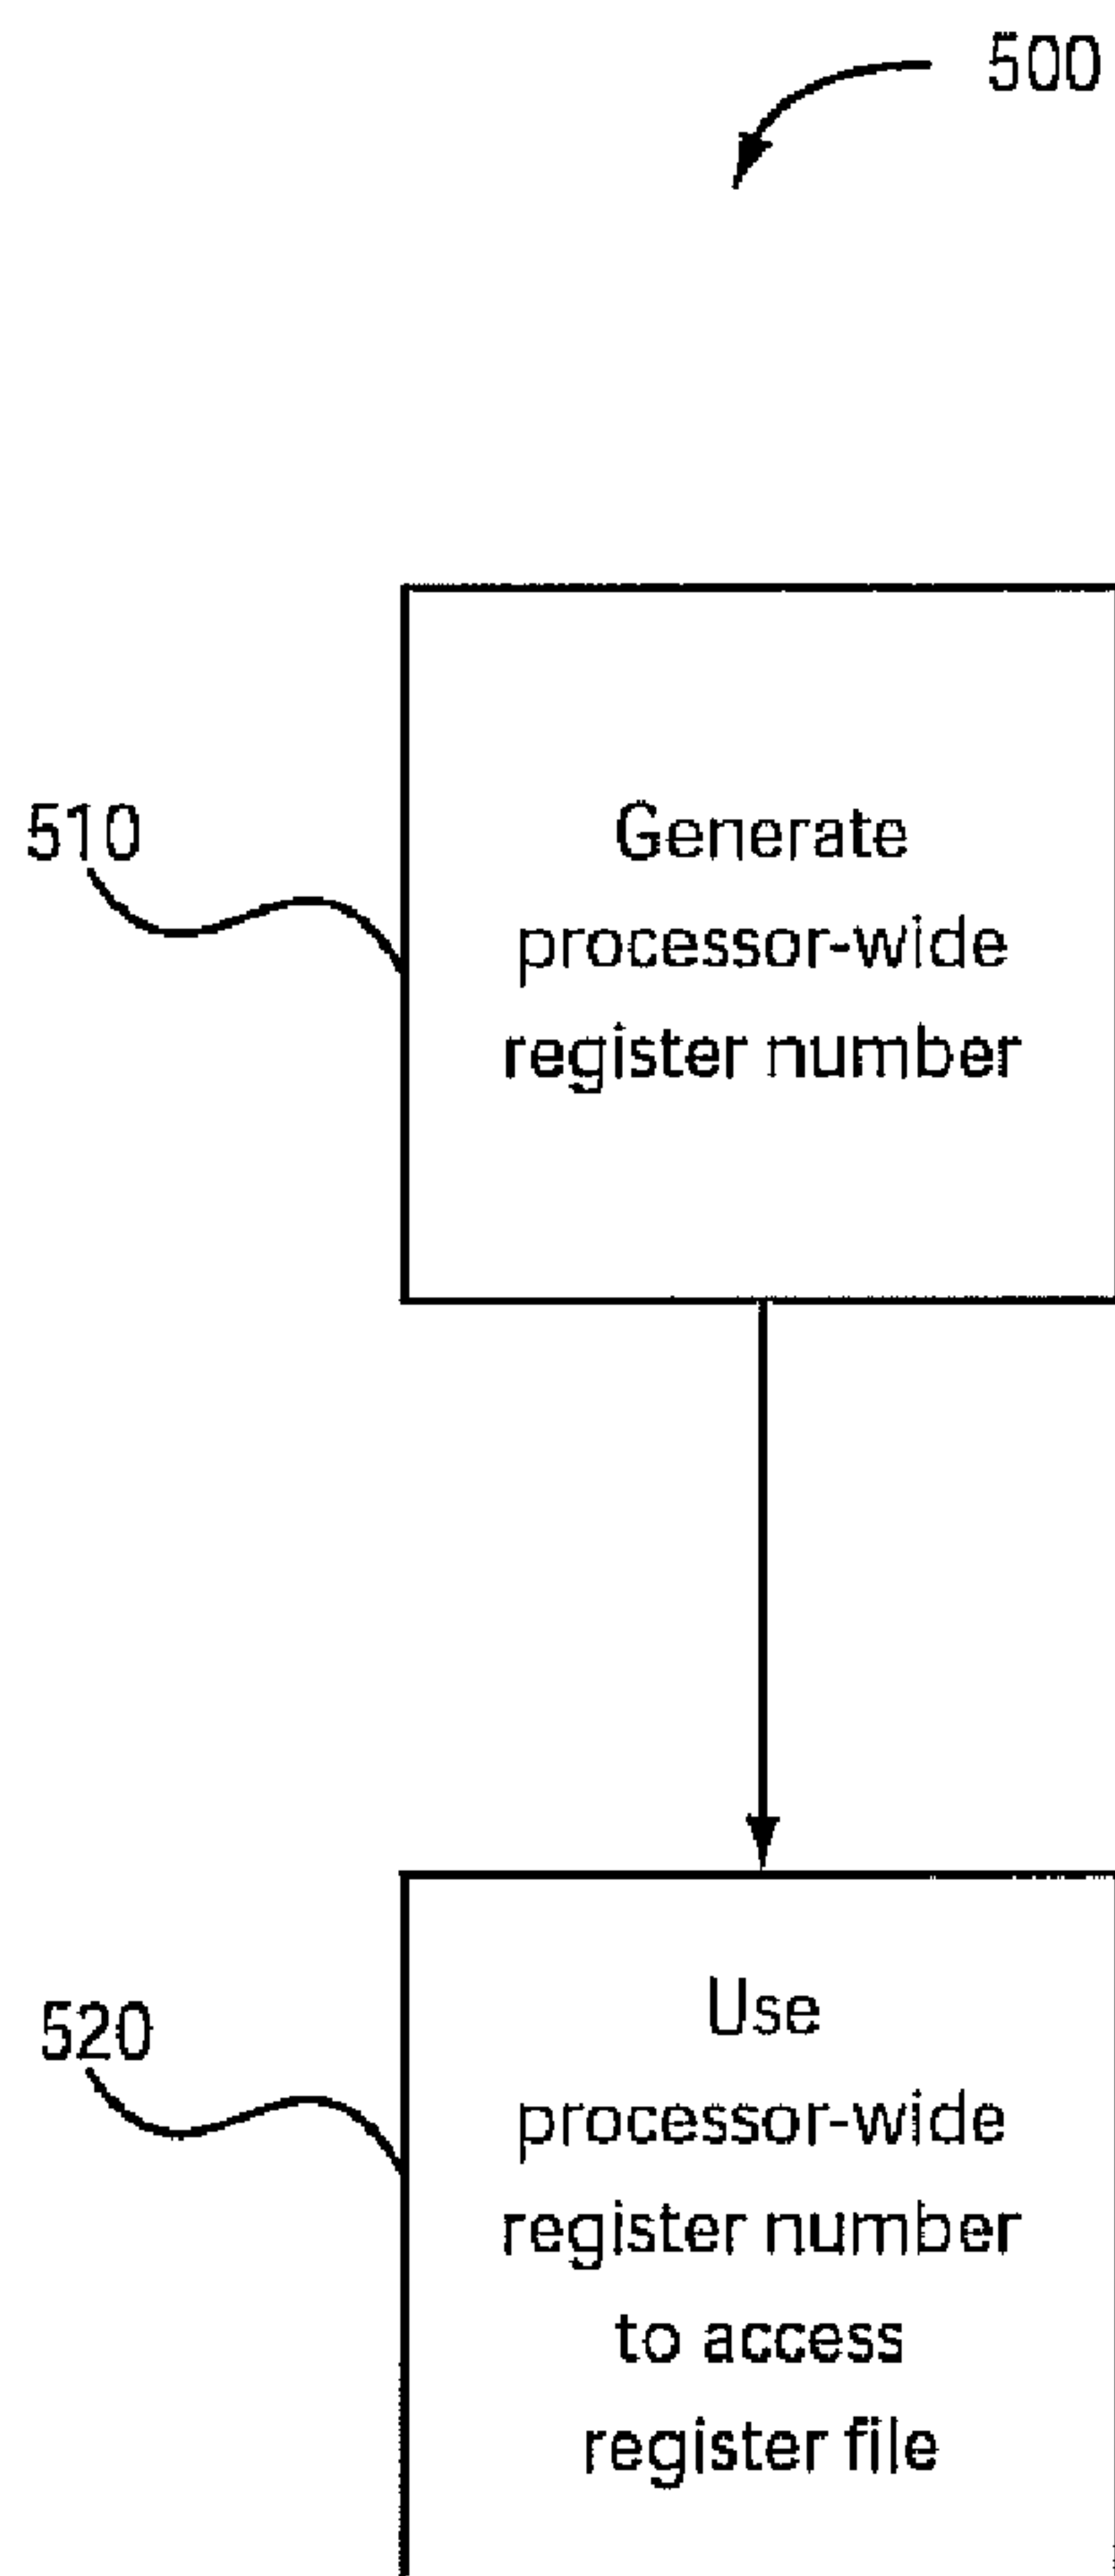 500
510
Generate
processor-wide
register number
520
Use
processor-wide
register number
to access
register file